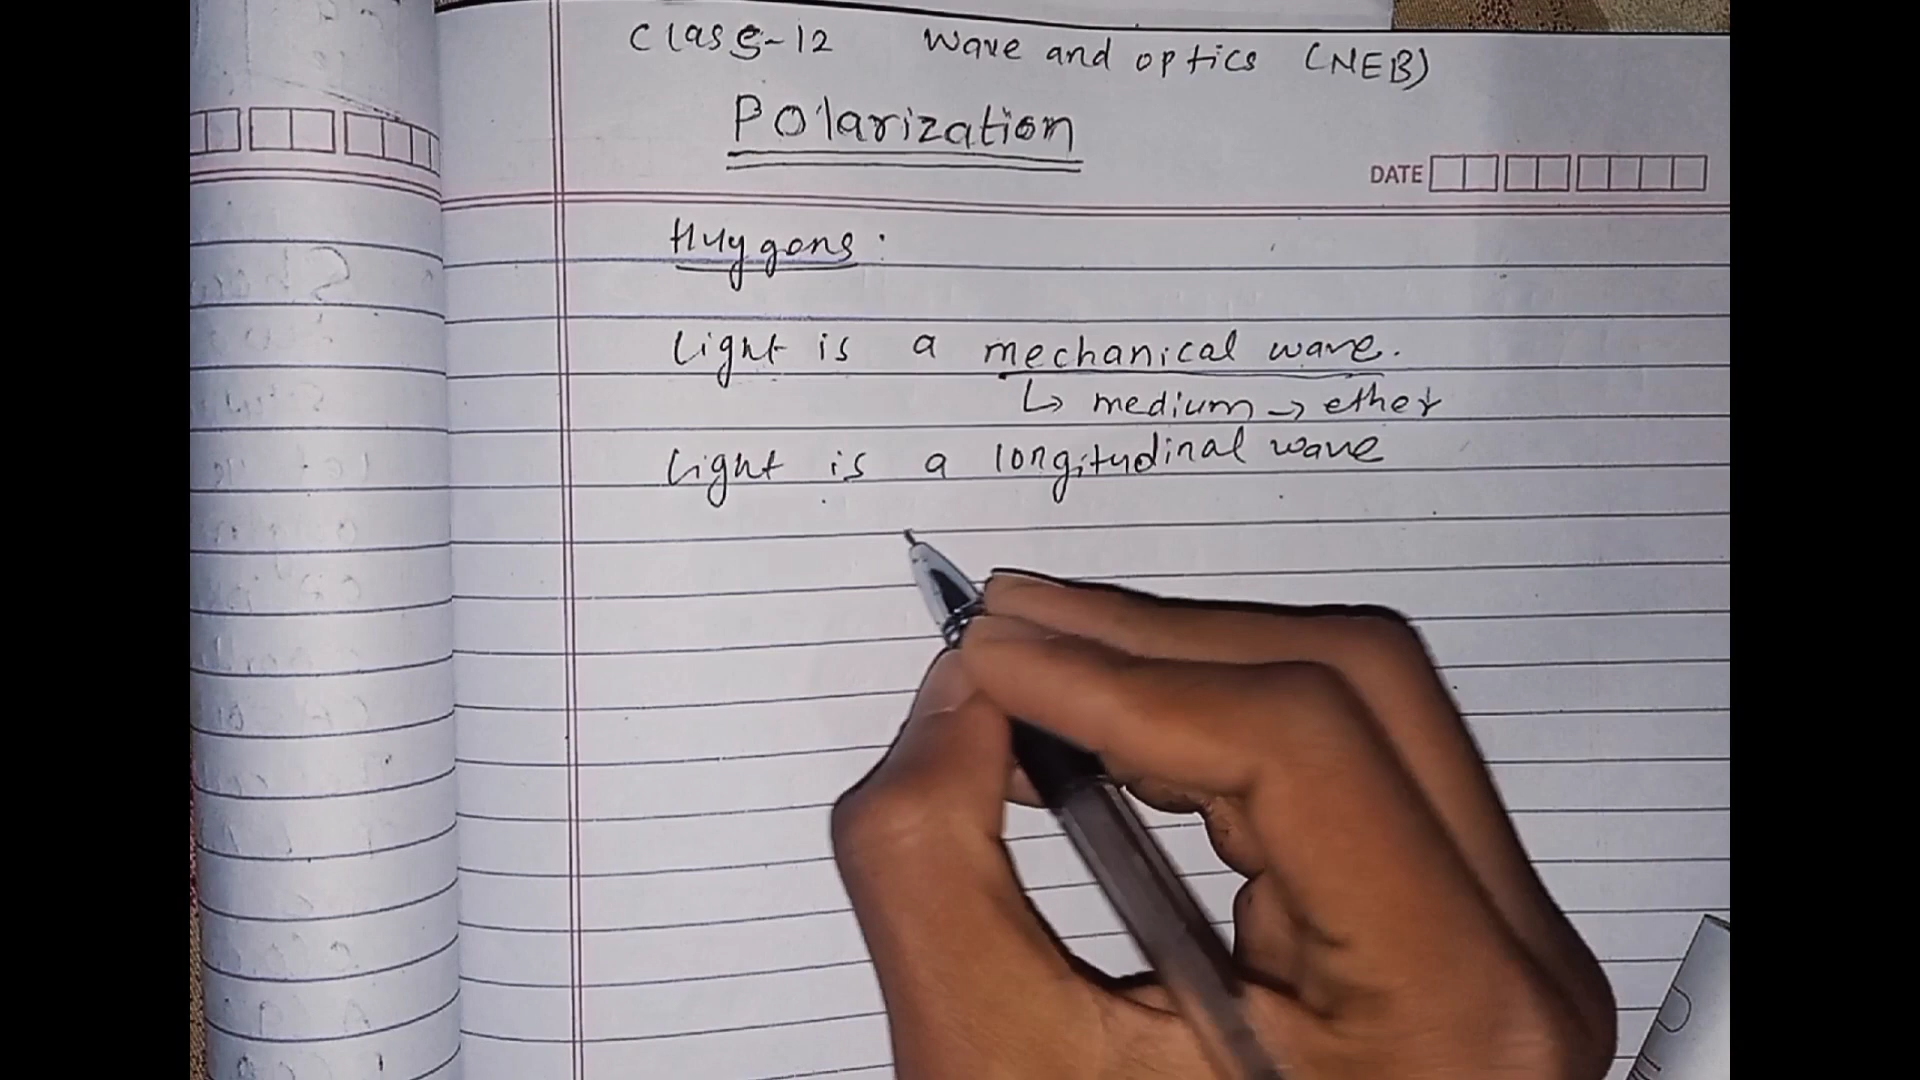 Class-12 Wave and optics (NEB)
Polarization
DATE
Huygens:
Light is a mechanical wave.
↳ medium → ether
Light is a longitudinal wave